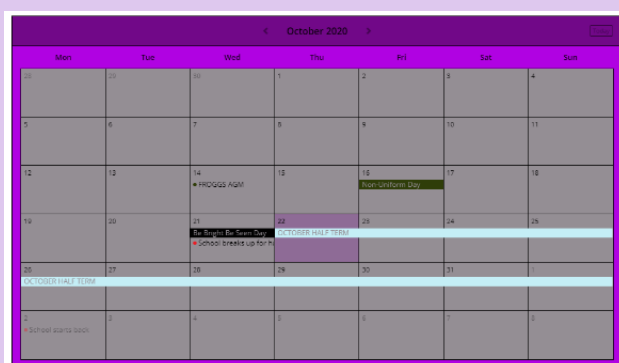 October 2020
Mon Tue Wed Thu Fri Sat Sun
28 29 30 1 2 3 4
5 6 7 8 9 10 11
12 13 14 15 16 17 18
FROGGS AGM Non-Uniform Day
19 20 21 22 23 24 25
Be Bright Be Seen Day OCTOBER HALF TERM
School breaks up for h
26 27 28 29 30 31 1
OCTOBER HALF TERM
2 3 4 5 6 7 8
School starts back